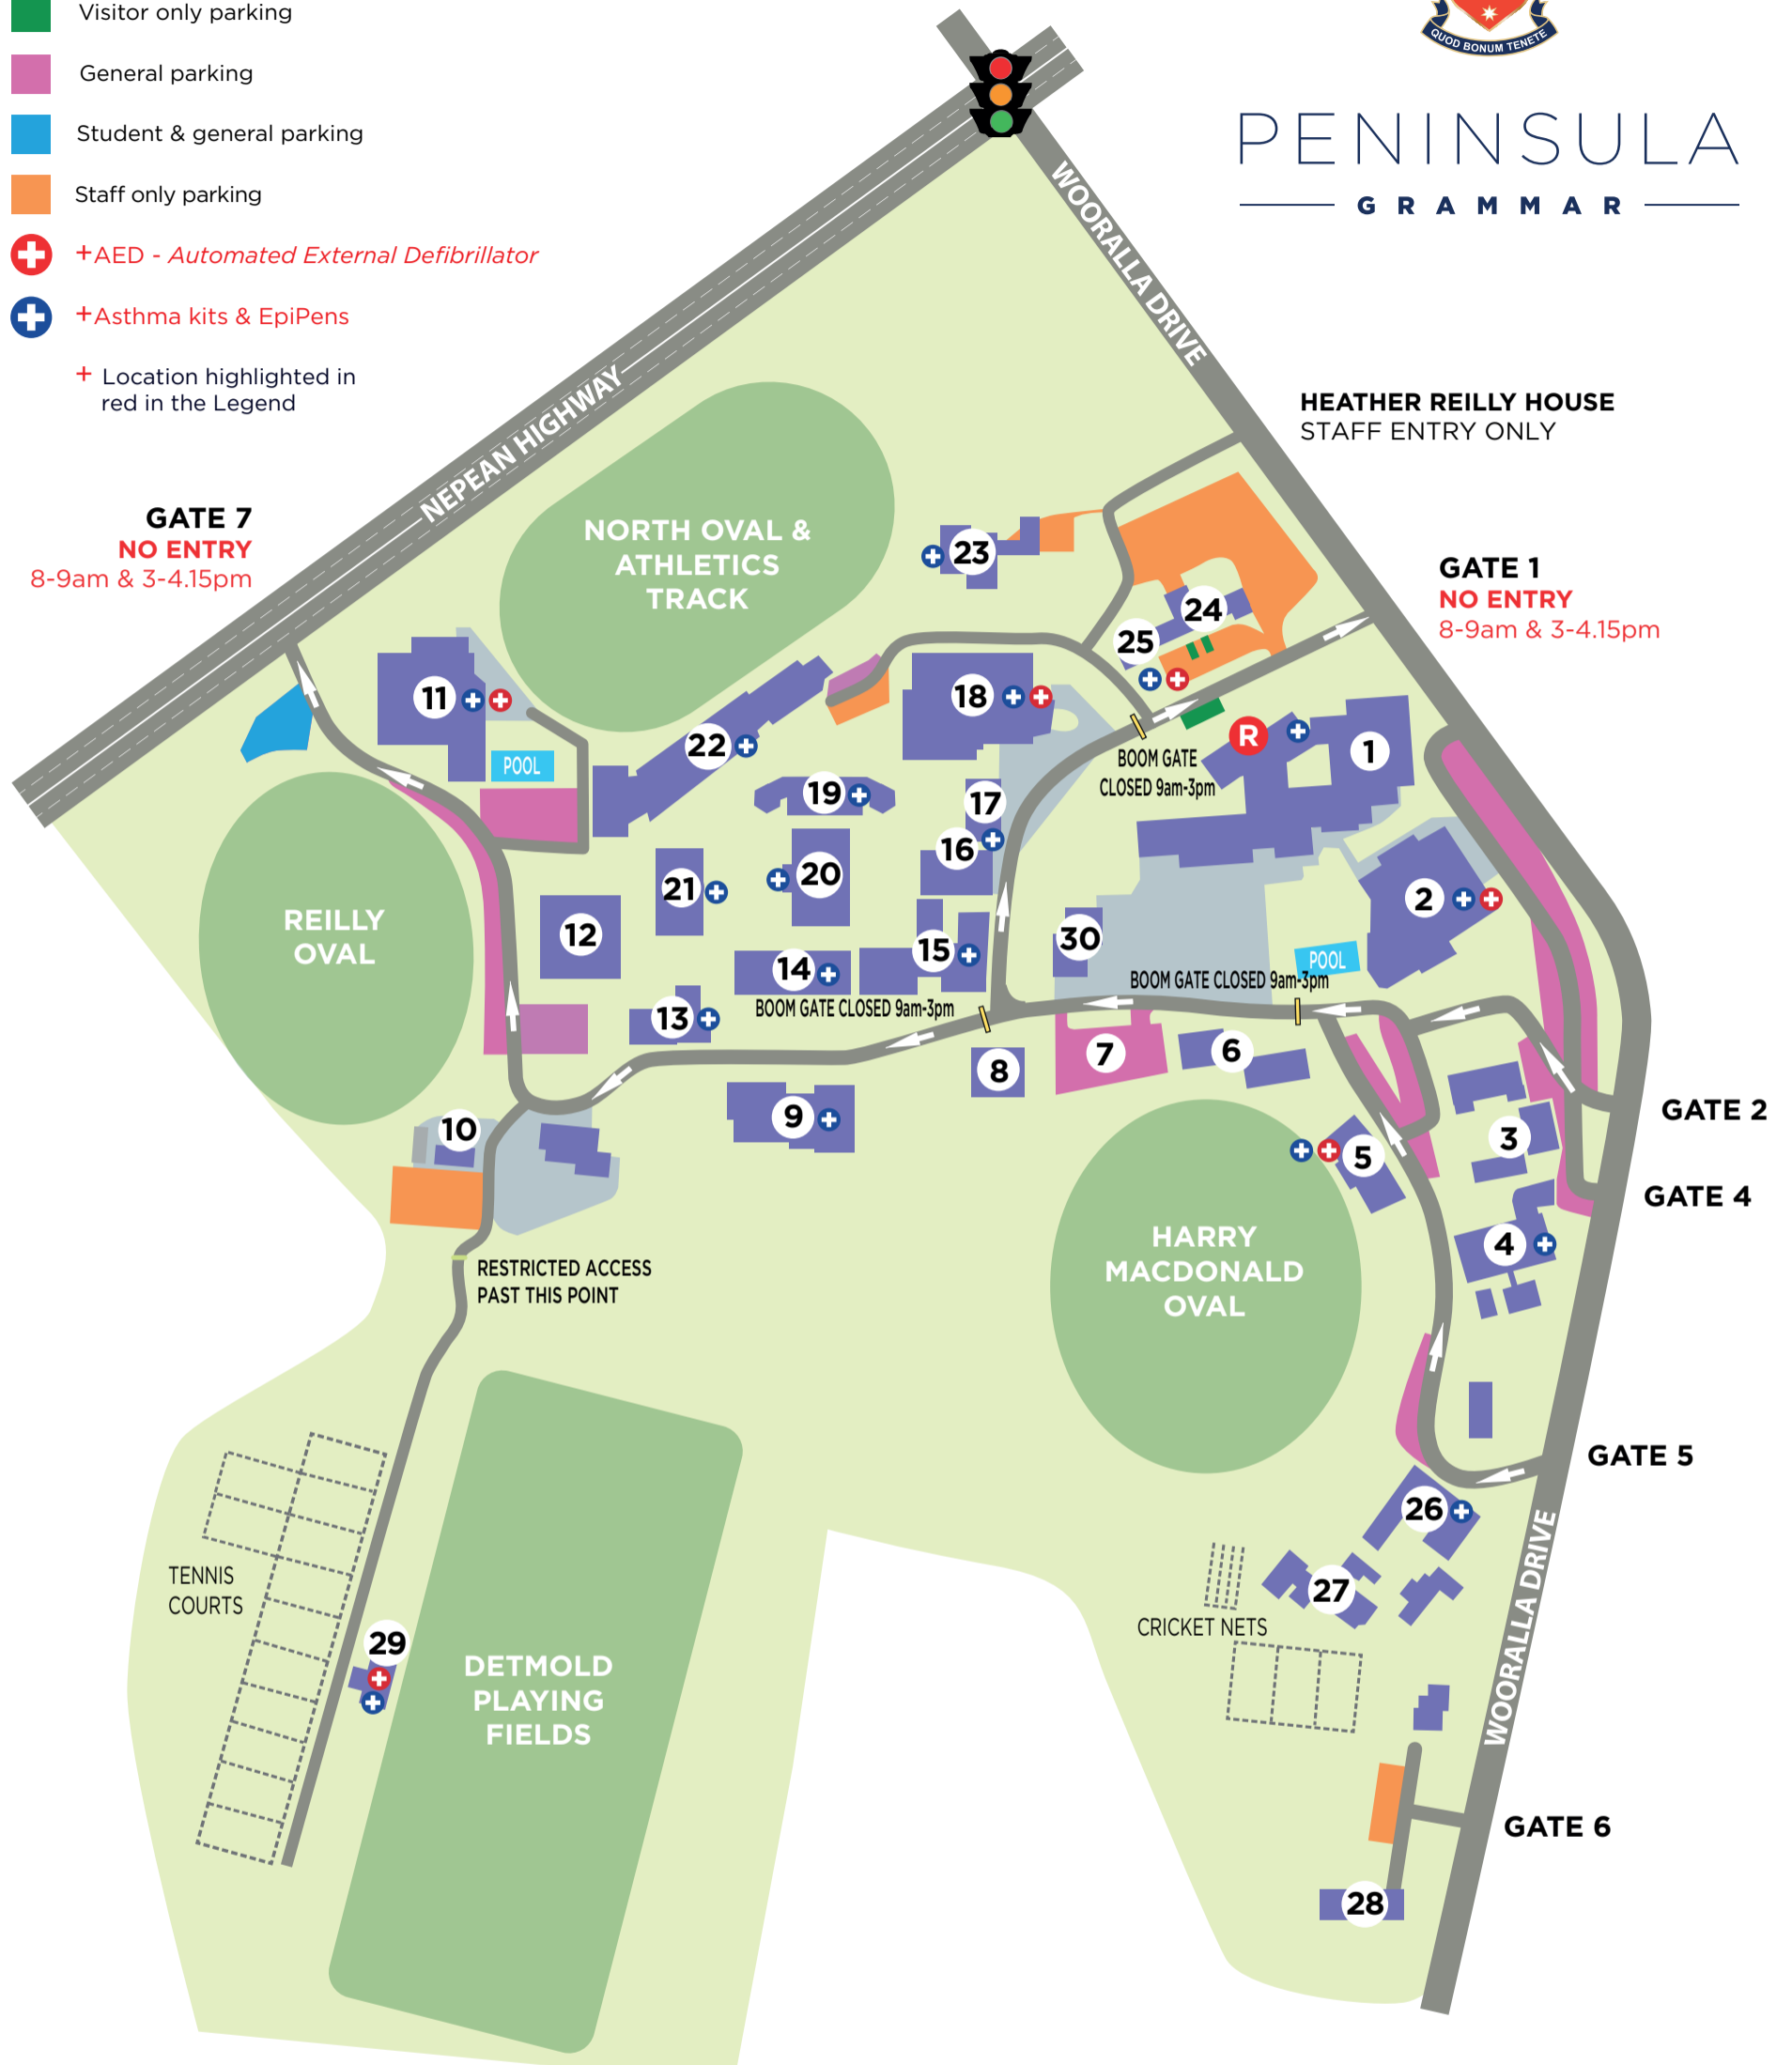 Visitor only parking
General parking
Student & general parking
Staff only parking
+AED - Automated External Defibrillator
+Asthma kits & EpiPens
+ Location highlighted in
red in the Legend
QUOD BONUM TENETE
PENINSULA
GRAMMAR
WOORALLA DRIVE
NEPEAN HIGHWAY
HEATHER REILLY HOUSE
STAFF ENTRY ONLY
GATE 7
NO ENTRY
8-9am & 3-4.15pm
GATE 1
NO ENTRY
8-9am & 3-4.15pm
NORTH OVAL &
ATHLETICS
TRACK
23
24
25
11
18
22
POOL
R
1
BOOM GATE
CLOSED 9am-3pm
19
17
16
20
21
2
REILLY
OVAL
12
30
15
14
POOL
BOOM GATE CLOSED 9am-3pm
BOOM GATE CLOSED 9am-3pm
13
7
6
8
9
10
3
5
4
GATE 2
GATE 4
HARRY
MACDONALD
OVAL
RESTRICTED ACCESS
PAST THIS POINT
GATE 5
26
27
TENNIS
COURTS
CRICKET NETS
29
DETMOLD
PLAYING
FIELDS
WOORALLA DRIVE
GATE 6
28